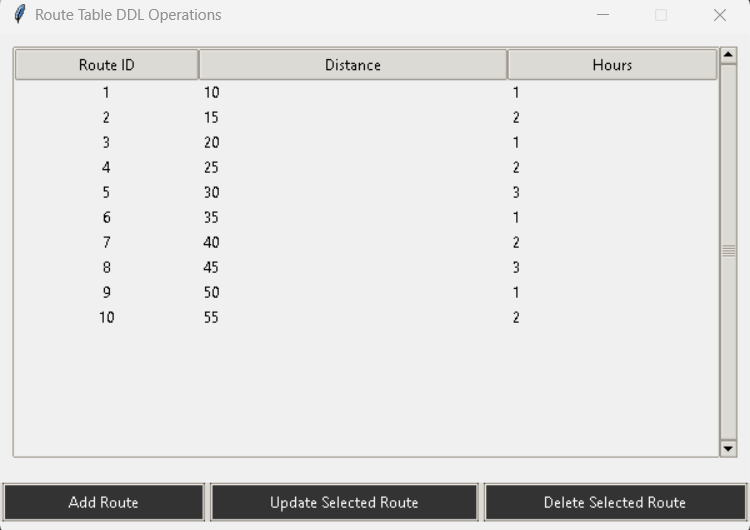 Route Table DDL Operations
Route ID Distance Hours
1 10 1
2 15 2
3 20 1
4 25 2
5 30 3
6 35 1
7 40 2
8 45 3
9 50 1
10 55 2
Add Route Update Selected Route Delete Selected Route